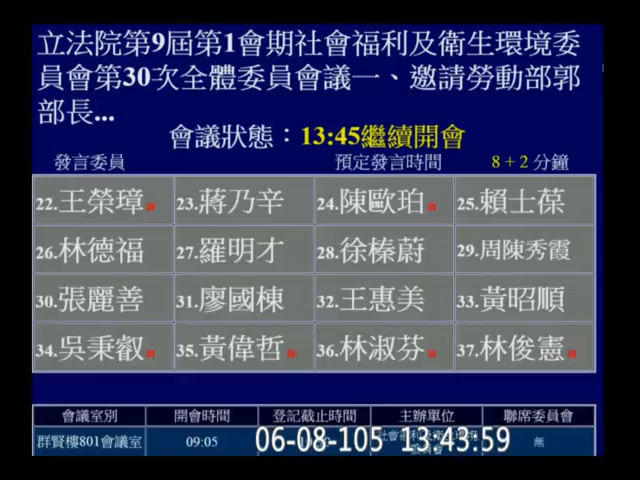 立法院第9屆第1會期社會福利及衛生環境委
員會第30次全體委員會議一、邀請勞動部郭
部長...
會議狀態：13:45繼續開會
發言委員 預定發言時間 8 + 2 分鐘
22.王榮璋 23.蔣乃辛 24.陳歐珀 25.賴士葆
26.林德福 27.羅明才 28.徐榛蔚 29.周陳秀霞
30.張麗善 31.廖國棟 32.王惠美 33.黃昭順
34.吳秉叡 35.黃偉哲 36.林淑芬 37.林俊憲
會議室別 開會時間 登記截止時間 主辦單位 聯席委員會
群賢樓801會議室 09:05 無
06-08-105 13:43:59